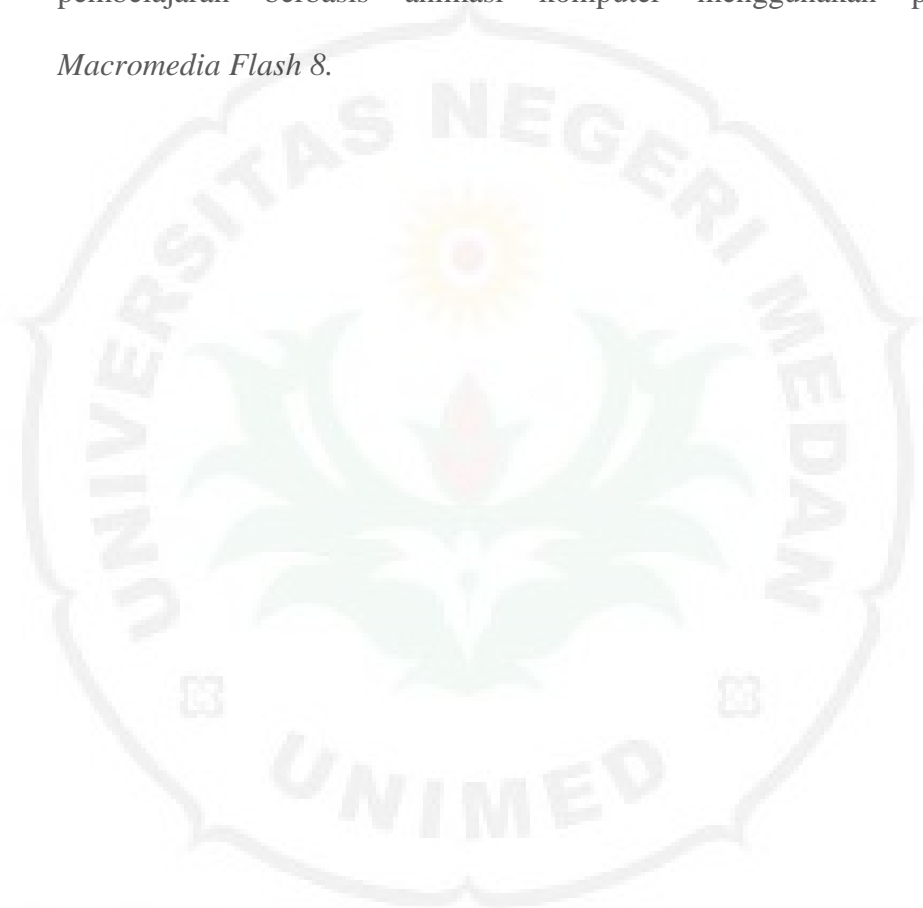 pembelajaran berbasis animasi komputer menggunakan
Macromedia Flash 8.
UNIVERSITAS NEGERI MEDAN
UNIMED